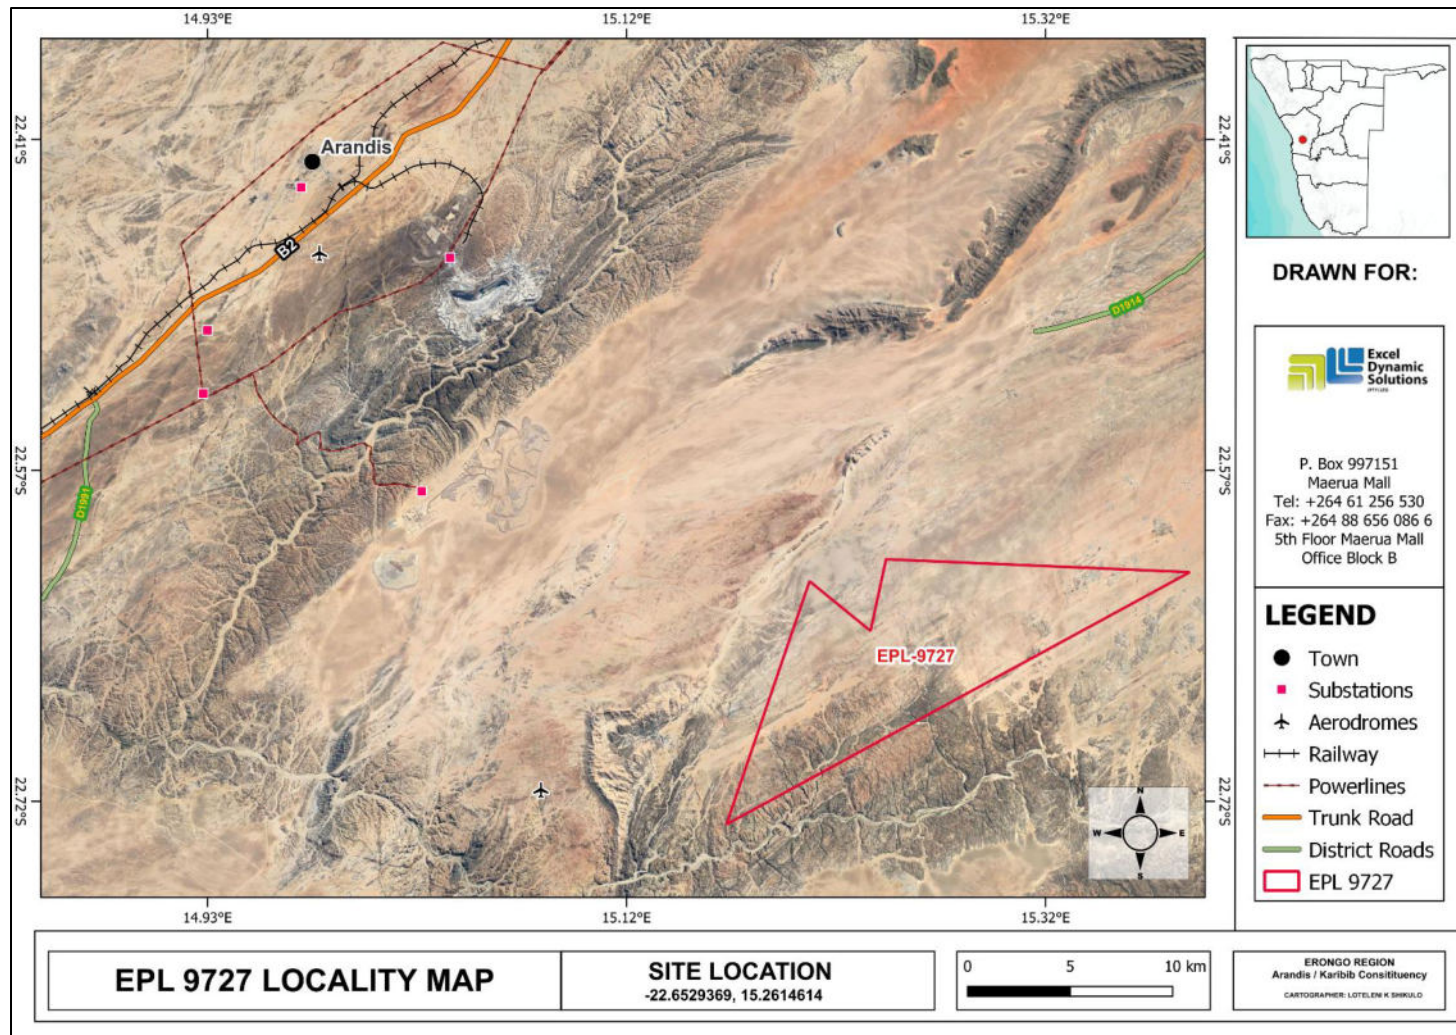 14.93°E
15.12°E
15.32°E
22.41°S
22.41°S
Arandis
B2
D1914
DRAWN FOR:
Excel
Dynamic
Solutions
P. Box 997151
Maerua Mall
Tel: +264 61 256 530
Fax: +264 88 656 086 6
5th Floor Maerua Mall
Office Block B
22.57°S
22.57°S
D1991
EPL-9727
LEGEND
Town
Substations
Aerodromes
Railway
Powerlines
Trunk Road
District Roads
EPL 9727
22.72°S
22.72°S
N
W
E
S
14.93°E
15.12°E
15.32°E
EPL 9727 LOCALITY MAP
SITE LOCATION
-22.6529369, 15.2614614
0 5 10 km
ERONGO REGION
Arandis / Karibib Consitituency
CARTOGRAPHER: LOTELENI K SHIKULO